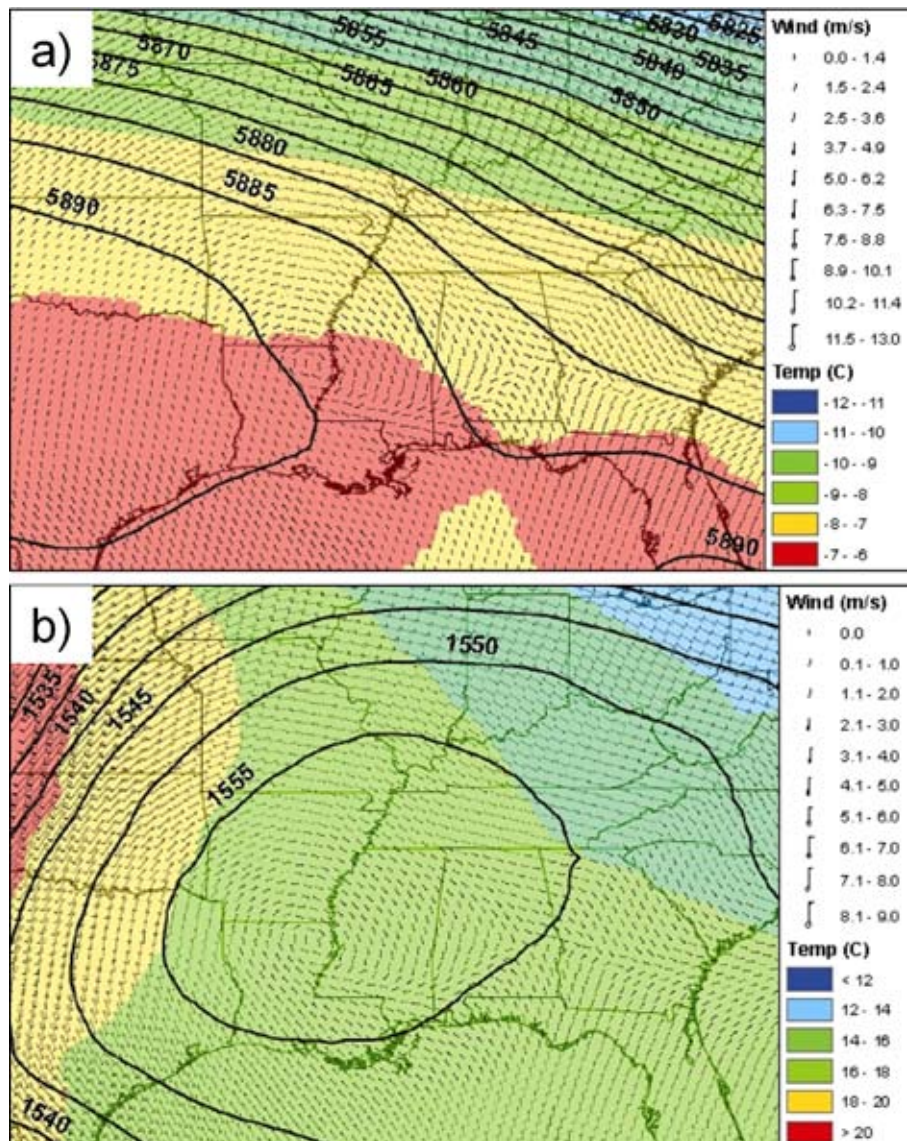 a)
5870
5875
5855
5865
5845
5860
5830
5825
5840
5835
5850
5880
5885
5890
5890
Wind (m/s)
0.0 - 1.4
1.5 - 2.4
2.5 - 3.6
3.7 - 4.9
5.0 - 6.2
6.3 - 7.5
7.6 - 8.8
8.9 - 10.1
10.2 - 11.4
11.5 - 13.0
Temp (C)
-12 - -11
-11 - -10
-10 - -9
-9 - -8
-8 - -7
-7 - -6
b)
1535
1540
1545
1550
1555
1540
Wind (m/s)
0.0
0.1 - 1.0
1.1 - 2.0
2.1 - 3.0
3.1 - 4.0
4.1 - 5.0
5.1 - 6.0
6.1 - 7.0
7.1 - 8.0
8.1 - 9.0
Temp (C)
< 12
12 - 14
14 - 16
16 - 18
18 - 20
> 20